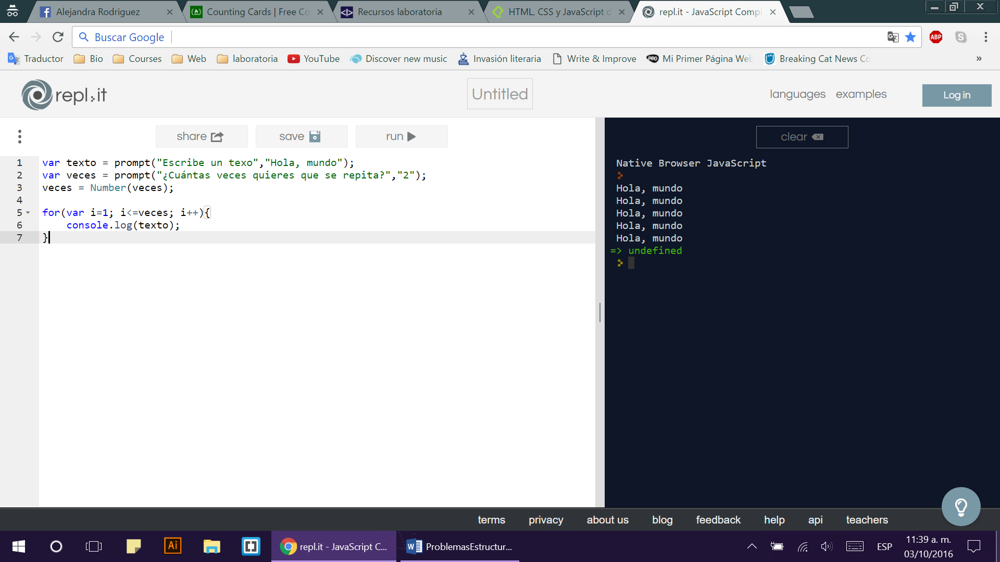 Alejandra Rodriguez
Counting Cards | Free Co
Recursos laboratoria
HTML, CSS y JavaScript d
repl.it - JavaScript Compi
Buscar Google
ABP
Traductor
Bio
Courses
Web
laboratoria
YouTube
Discover new music
Invasión literaria
Write & Improve
PRO
Mi Primer Página Web
Breaking Cat News Co
»
repl.it
Untitled
languages
examples
Log in
share
save
run
clear
1 var texto = prompt("Escribe un texo","Hola, mundo");
2 var veces = prompt("¿Cuántas veces quieres que se repita?","2");
3 veces = Number(veces);
4
5 for(var i=1; i<=veces; i++){
6 console.log(texto);
7 }
Native Browser JavaScript
Hola, mundo
Hola, mundo
Hola, mundo
Hola, mundo
Hola, mundo
=> undefined
terms privacy about us blog feedback help api teachers
Ai
repl.it - JavaScript C...
ProblemasEstructur...
ESP
11:39 a. m.
03/10/2016